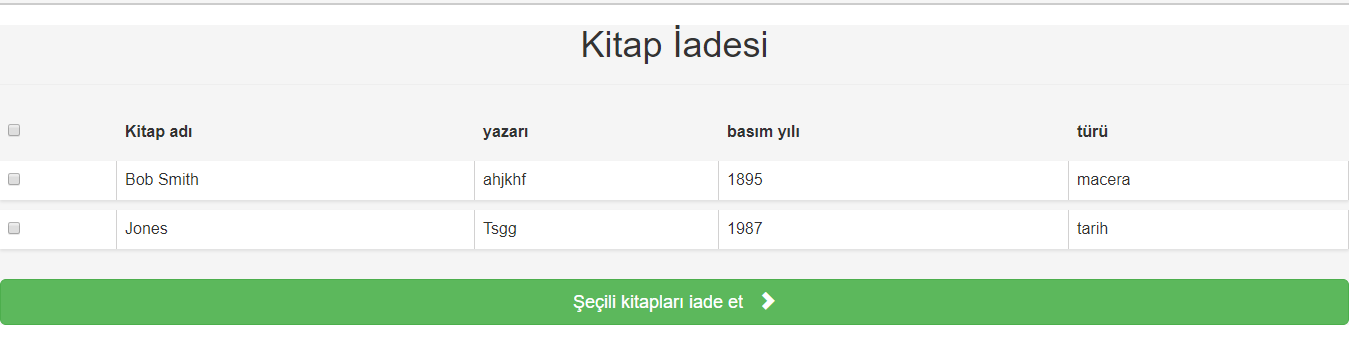 Kitap İadesi
Kitap adı yazarı basım yılı türü
Bob Smith ahjkhf 1895 macera
Jones Tsgg 1987 tarih
Şeçili kitapları iade et